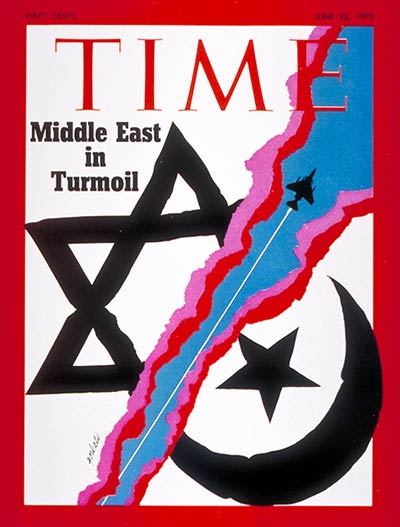 FIFTY CENTS
JUNE 22, 1970
TIME
Middle East
in
Turmoil